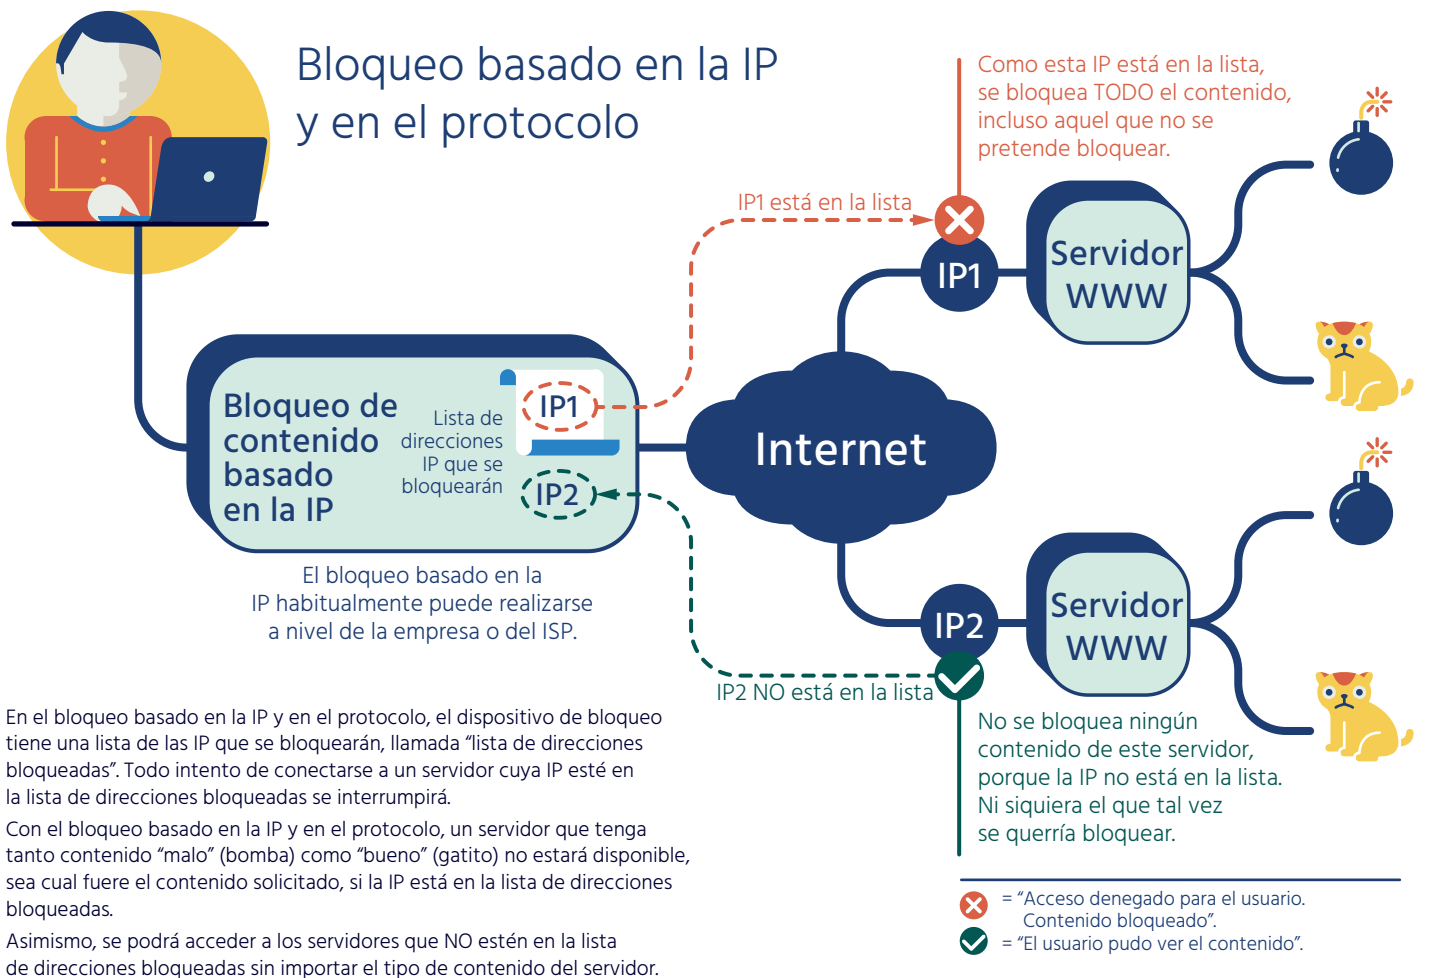 Bloqueo basado en la IP
y en el protocolo
Como esta IP está en la lista,
se bloquea TODO el contenido,
incluso aquel que no se
pretende bloquear.
IP1 está en la lista
IP1
Servidor
WWW
Bloqueo de
contenido
basado
en la IP
Lista de
direcciones
IP que se
bloquearán
IP1
IP2
Internet
El bloqueo basado en la
IP habitualmente puede realizarse
a nivel de la empresa o del ISP.
IP2
Servidor
WWW
IP2 NO está en la lista
No se bloquea ningún
contenido de este servidor,
porque la IP no está en la lista.
Ni siquiera el que tal vez
se querría bloquear.
En el bloqueo basado en la IP y en el protocolo, el dispositivo de bloqueo
tiene una lista de las IP que se bloquearán, llamada “lista de direcciones
bloqueadas”. Todo intento de conectarse a un servidor cuya IP esté en
la lista de direcciones bloqueadas se interrumpirá.
Con el bloqueo basado en la IP y en el protocolo, un servidor que tenga
tanto contenido “malo” (bomba) como “bueno” (gatito) no estará disponible,
sea cual fuere el contenido solicitado, si la IP está en la lista de direcciones
bloqueadas.
Asimismo, se podrá acceder a los servidores que NO estén en la lista
de direcciones bloqueadas sin importar el tipo de contenido del servidor.
= “Acceso denegado para el usuario.
Contenido bloqueado”.
= “El usuario pudo ver el contenido”.